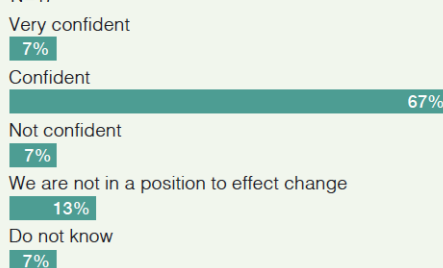 Very confident
7%
Confident
67%
Not confident
7%
We are not in a position to effect change
13%
Do not know
7%